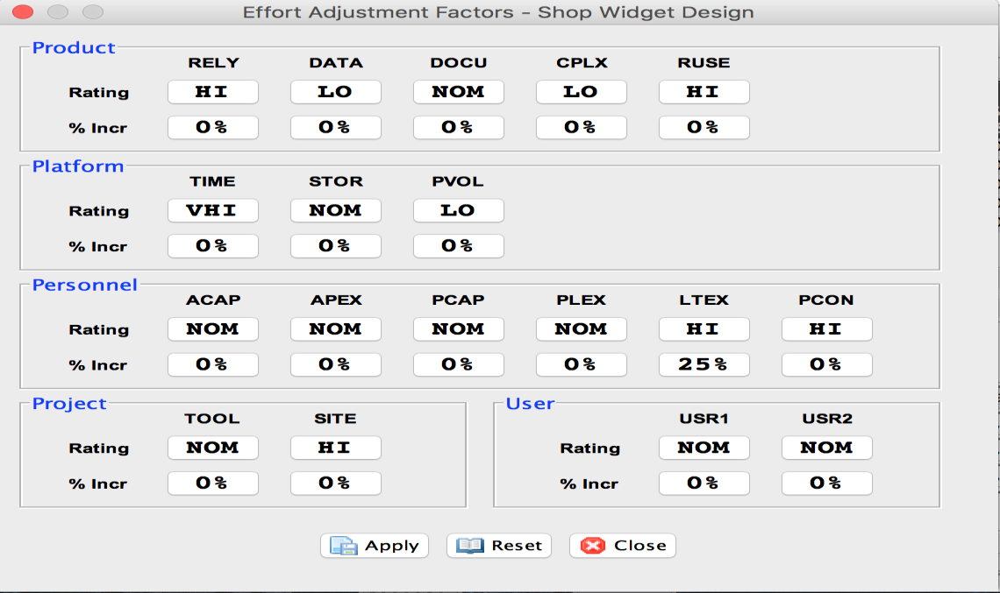 Effort Adjustment Factors - Shop Widget Design
Product
RELY DATA DOCU CPLX RUSE
Rating HI LO NOM LO HI
% Incr 0% 0% 0% 0% 0%
Platform
TIME STOR PVOL
Rating VHI NOM LO
% Incr 0% 0% 0%
Personnel
ACAP APEX PCAP PLEX LTEX PCON
Rating NOM NOM NOM NOM HI HI
% Incr 0% 0% 0% 0% 25% 0%
Project User
TOOL SITE USR1 USR2
Rating NOM HI Rating NOM NOM
% Incr 0% 0% % Incr 0% 0%
Apply Reset Close